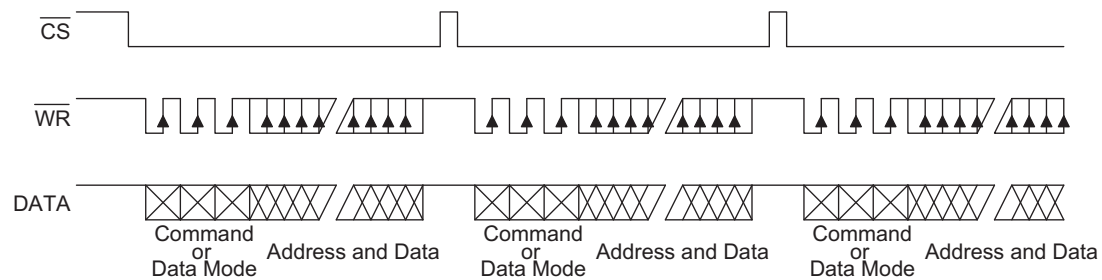 CS
WR
DATA
Command
or
Data Mode
Address and Data
Command
or
Data Mode
Address and Data
Command
or
Data Mode
Address and Data